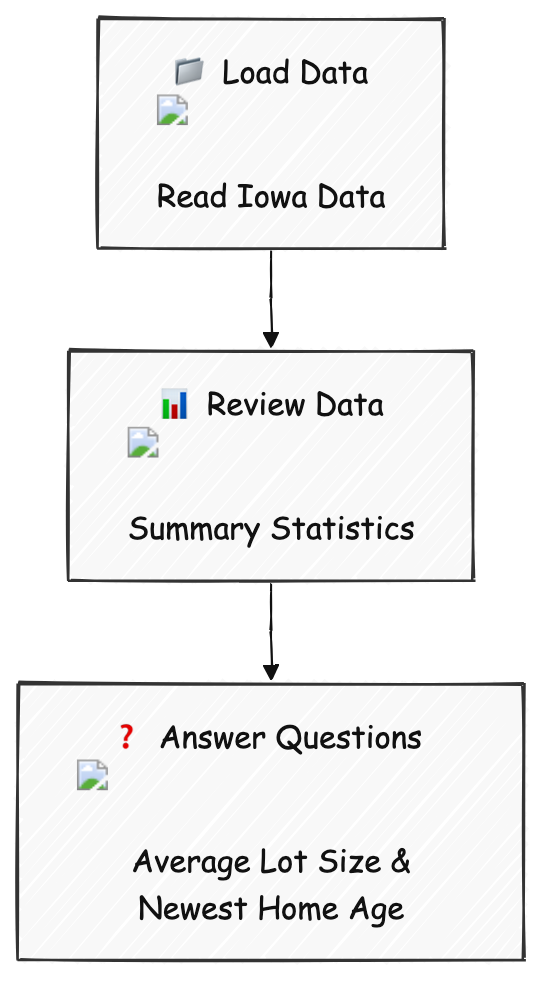 Load Data
Read Iowa Data
Review Data
Summary Statistics
❓ Answer Questions
Average Lot Size &
Newest Home Age